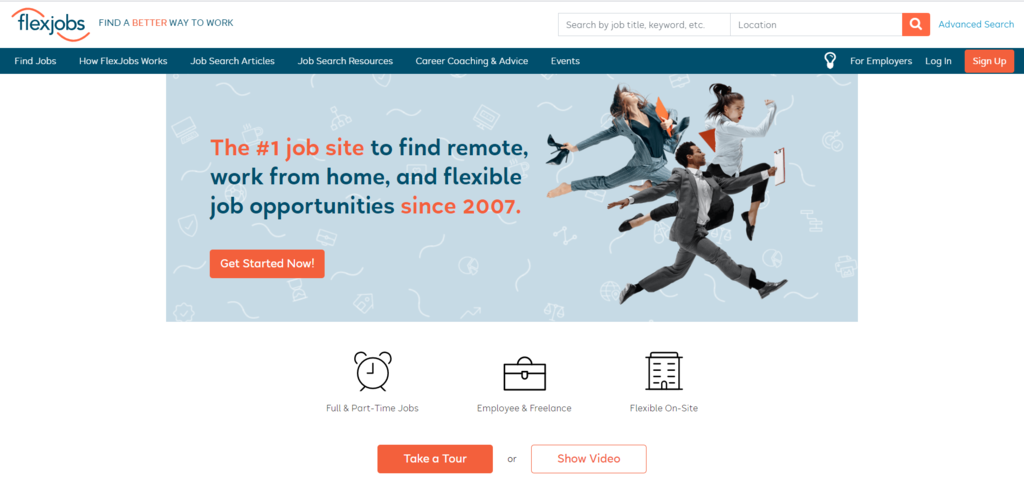 flexjobs
FIND A BETTER WAY TO WORK
Search by job title, keyword, etc.
Location
Advanced Search
Find Jobs
How FlexJobs Works
Job Search Articles
Job Search Resources
Career Coaching & Advice
Events
For Employers
Log In
Sign Up
The #1 job site to find remote,
work from home, and flexible
job opportunities since 2007.
Get Started Now!
Full & Part-Time Jobs
Employee & Freelance
Flexible On-Site
Take a Tour
or
Show Video